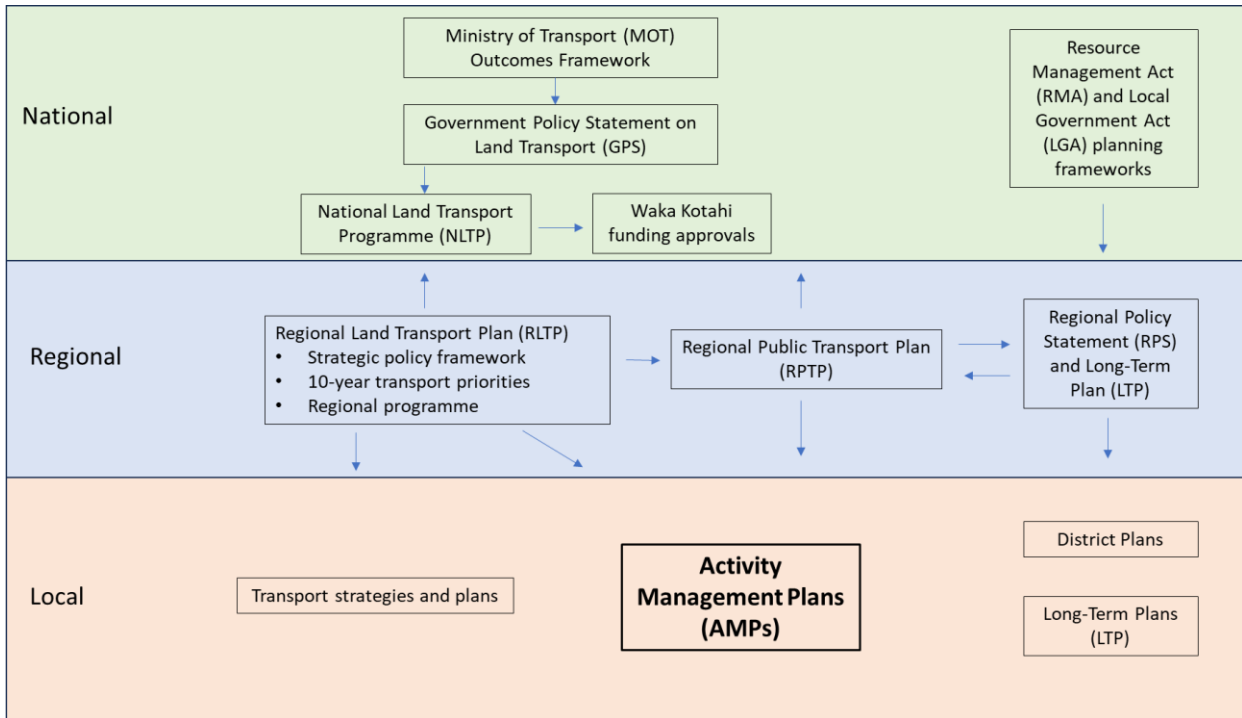 National
Ministry of Transport (MOT)
Outcomes Framework
Government Policy Statement on
Land Transport (GPS)
National Land Transport
Programme (NLTP)
Waka Kotahi
funding approvals
Resource
Management Act
(RMA) and Local
Government Act
(LGA) planning
frameworks
Regional
Regional Land Transport Plan (RLTP)
• Strategic policy framework
• 10-year transport priorities
• Regional programme
Regional Public Transport Plan
(RPTP)
Regional Policy
Statement (RPS)
and Long-Term
Plan (LTP)
Local
Transport strategies and plans
Activity
Management Plans
(AMPs)
District Plans
Long-Term Plans
(LTP)